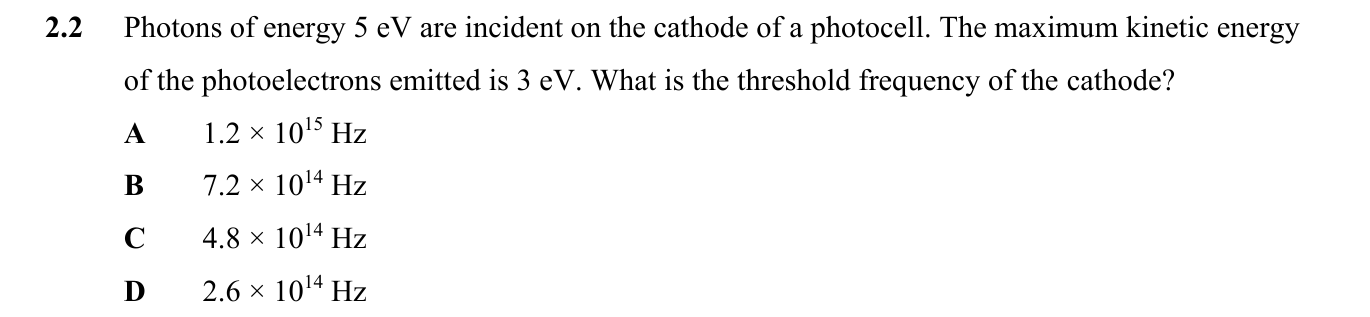 2.2 Photons of energy 5 eV are incident on the cathode of a photocell. The maximum kinetic energy
of the photoelectrons emitted is 3 eV. What is the threshold frequency of the cathode?
A 1.2 × 10¹⁵ Hz
B 7.2 × 10¹⁴ Hz
C 4.8 × 10¹⁴ Hz
D 2.6 × 10¹⁴ Hz